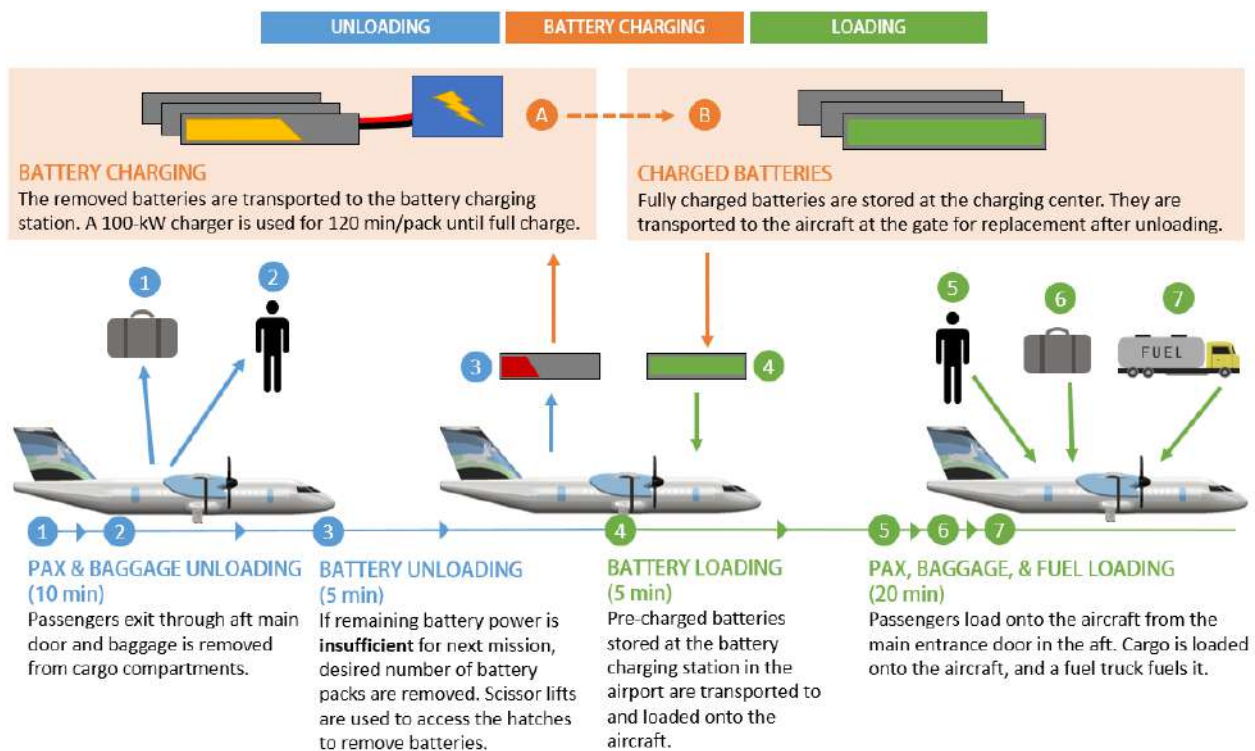 UNLOADING
BATTERY CHARGING
LOADING
A
B
BATTERY CHARGING
The removed batteries are transported to the battery charging
station. A 100-kW charger is used for 120 min/pack until full charge.
CHARGED BATTERIES
Fully charged batteries are stored at the charging center. They are
transported to the aircraft at the gate for replacement after unloading.
1
2
3
4
5
6
7
FUEL
1
2
3
4
5
6
7
PAX & BAGGAGE UNLOADING
(10 min)
Passengers exit through aft main
door and baggage is removed
from cargo compartments.
BATTERY UNLOADING
(5 min)
If remaining battery power is
insufficient for next mission,
desired number of battery
packs are removed. Scissor lifts
are used to access the hatches
to remove batteries.
BATTERY LOADING
(5 min)
Pre-charged batteries
stored at the battery
charging station in the
airport are transported to
and loaded onto the
aircraft.
PAX, BAGGAGE, & FUEL LOADING
(20 min)
Passengers load onto the aircraft from the
main entrance door in the aft. Cargo is loaded
onto the aircraft, and a fuel truck fuels it.